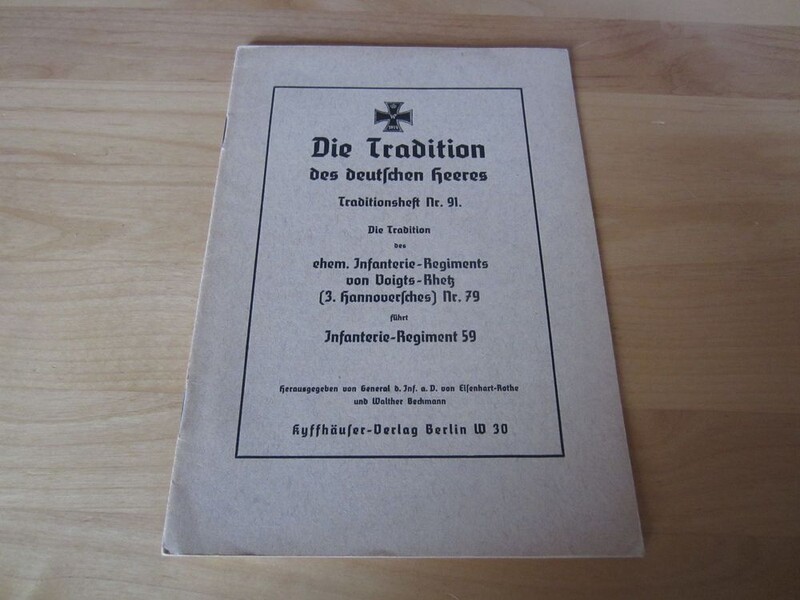 Die Tradition
des deutſchen Heeres
Traditionsheft Nr. 91.
Die Tradition
des
ehem. Infanterie-Regiments
von Voigts-Rhetz
(3. Hannoverſches) Nr. 79
führt
Infanterie-Regiment 59
Herausgegeben von General d. Inf. a. D. von Eiſenhart-Rothe
und Walther Beckmann
Kyffhäuſer-Verlag Berlin W 30